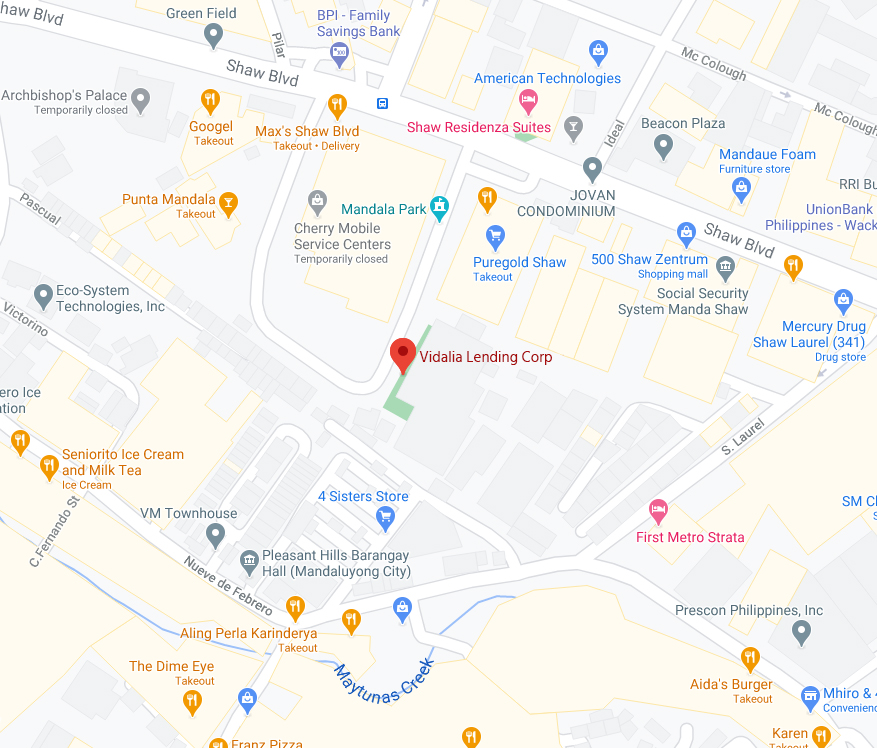 haw Blvd
Green Field
Pilar
BPI - Family
Savings Bank
Shaw Blvd
American Technologies
Mc Colough
Mc Colough
Archbishop's Palace
Temporarily closed
Googel
Takeout
Max's Shaw Blvd
Takeout • Delivery
Shaw Residenza Suites
Ideal
Beacon Plaza
Mandaue Foam
Furniture store
JOVAN
CONDOMINIUM
RRI Bu
UnionBank
Philippines - Wack
Pascual
Punta Mandala
Takeout
Mandala Park
Cherry Mobile
Service Centers
Temporarily closed
Puregold Shaw
Takeout
500 Shaw Zentrum
Shopping mall
Shaw Blvd
Social Security
System Manda Shaw
Eco-System
Technologies, Inc
Victorino
Mercury Drug
Shaw Laurel (341)
Drug store
Vidalia Lending Corp
ero Ice
tion
S. Laurel
Seniorito Ice Cream
and Milk Tea
Ice Cream
C.Fernando St
4 Sisters Store
SM C
VM Townhouse
First Metro Strata
Pleasant Hills Barangay
Hall (Mandaluyong City)
Nueve de Febrero
Prescon Philippines, Inc
Aling Perla Karinderya
Takeout
Maytunas Creek
The Dime Eye
Takeout
Aida's Burger
Takeout
Mhiro & 
Convenienc
Karen
Takeout
Franz Pizza